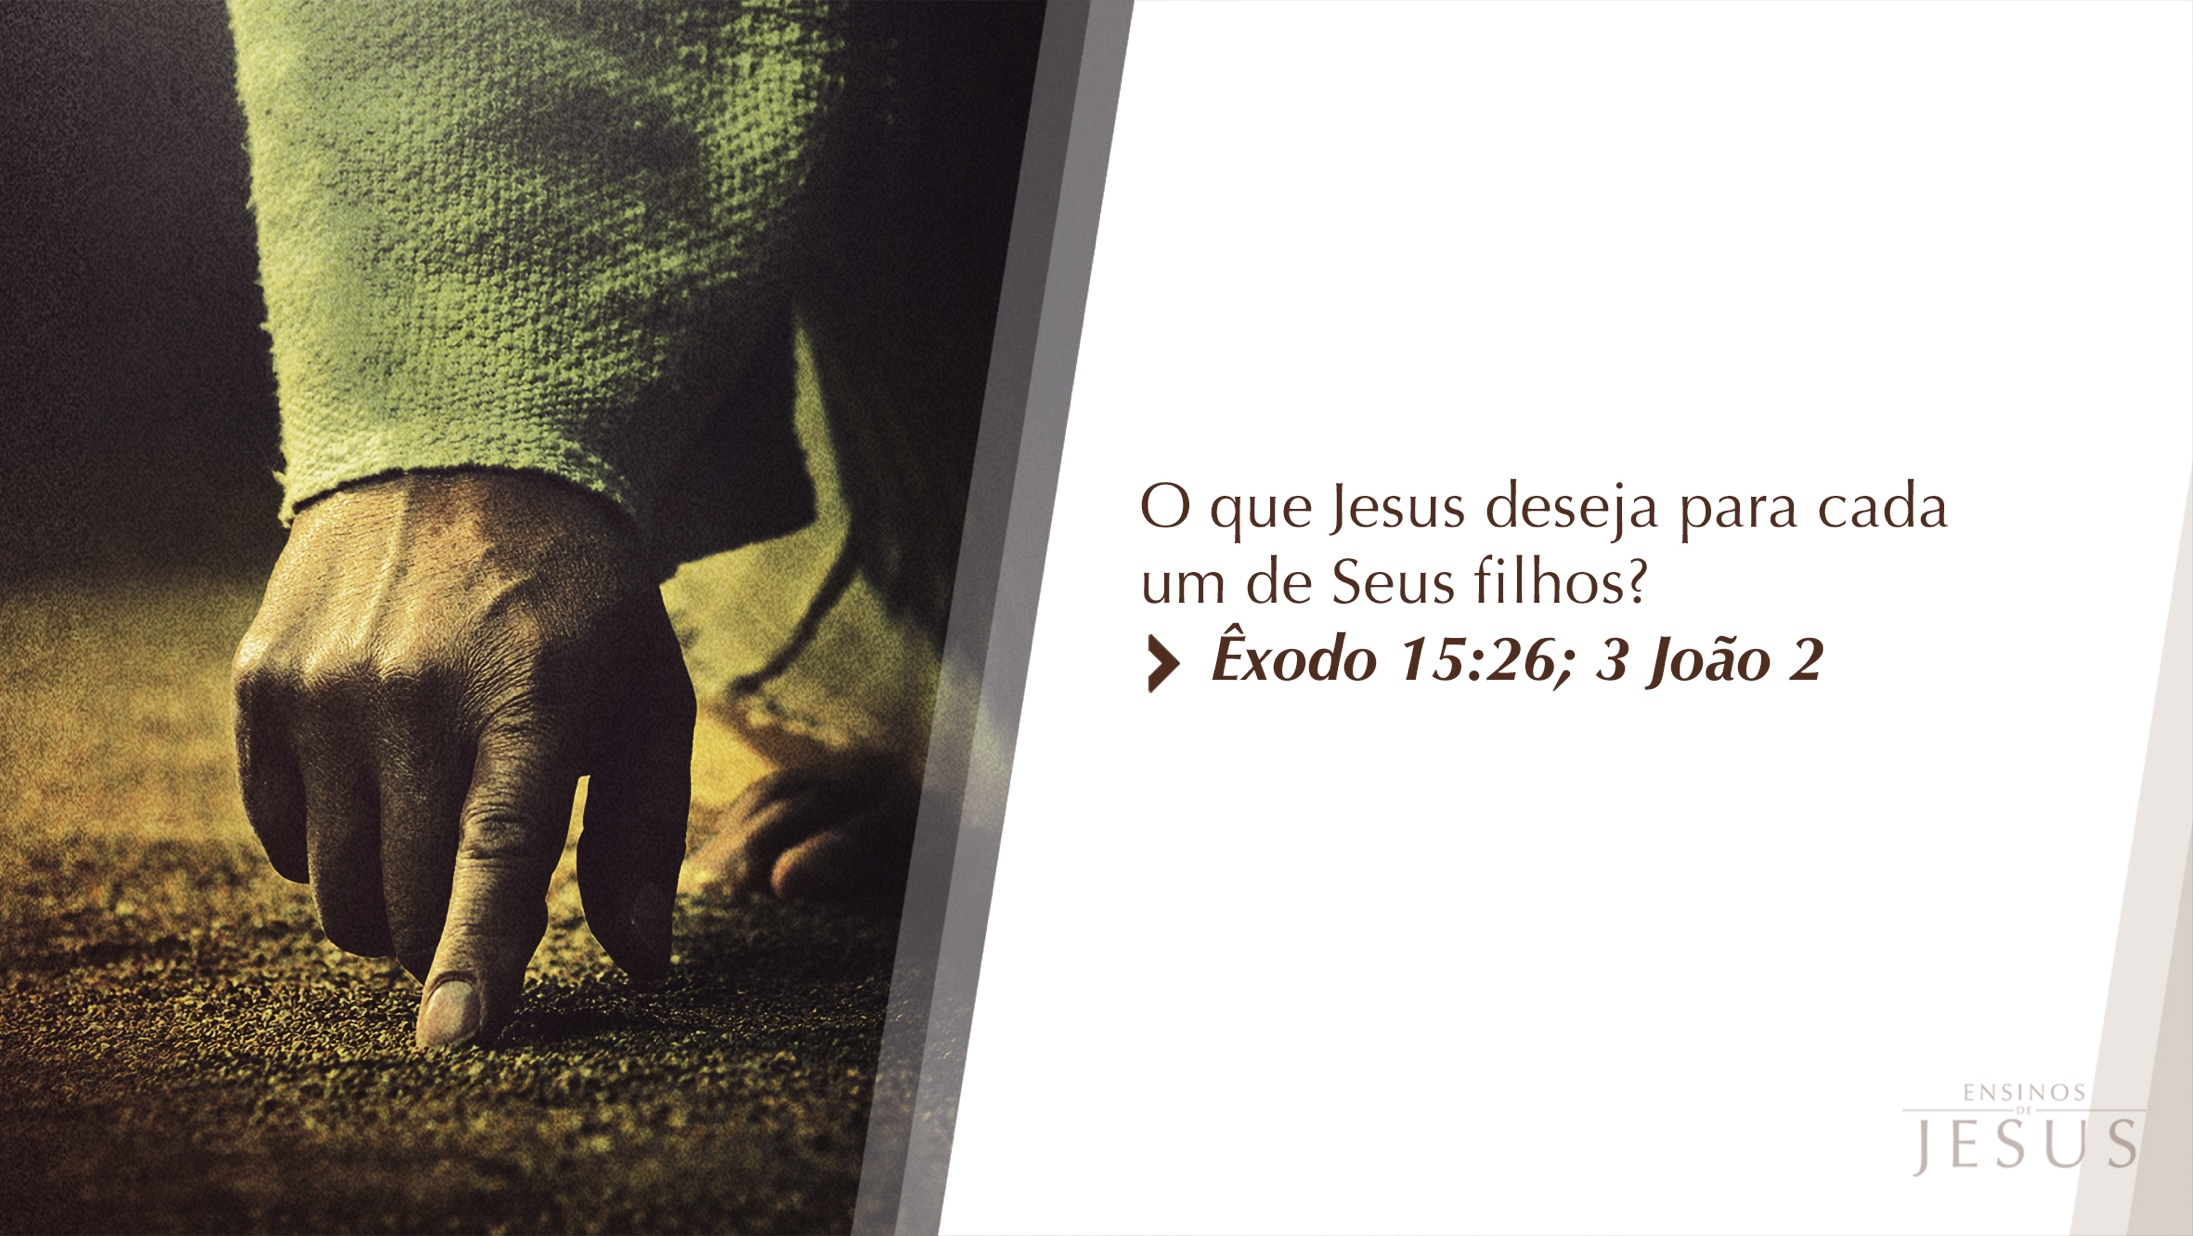 O que Jesus deseja para cada
um de Seus filhos?
Êxodo 15:26; 3 João 2
ENSINOS
DE
JESUS